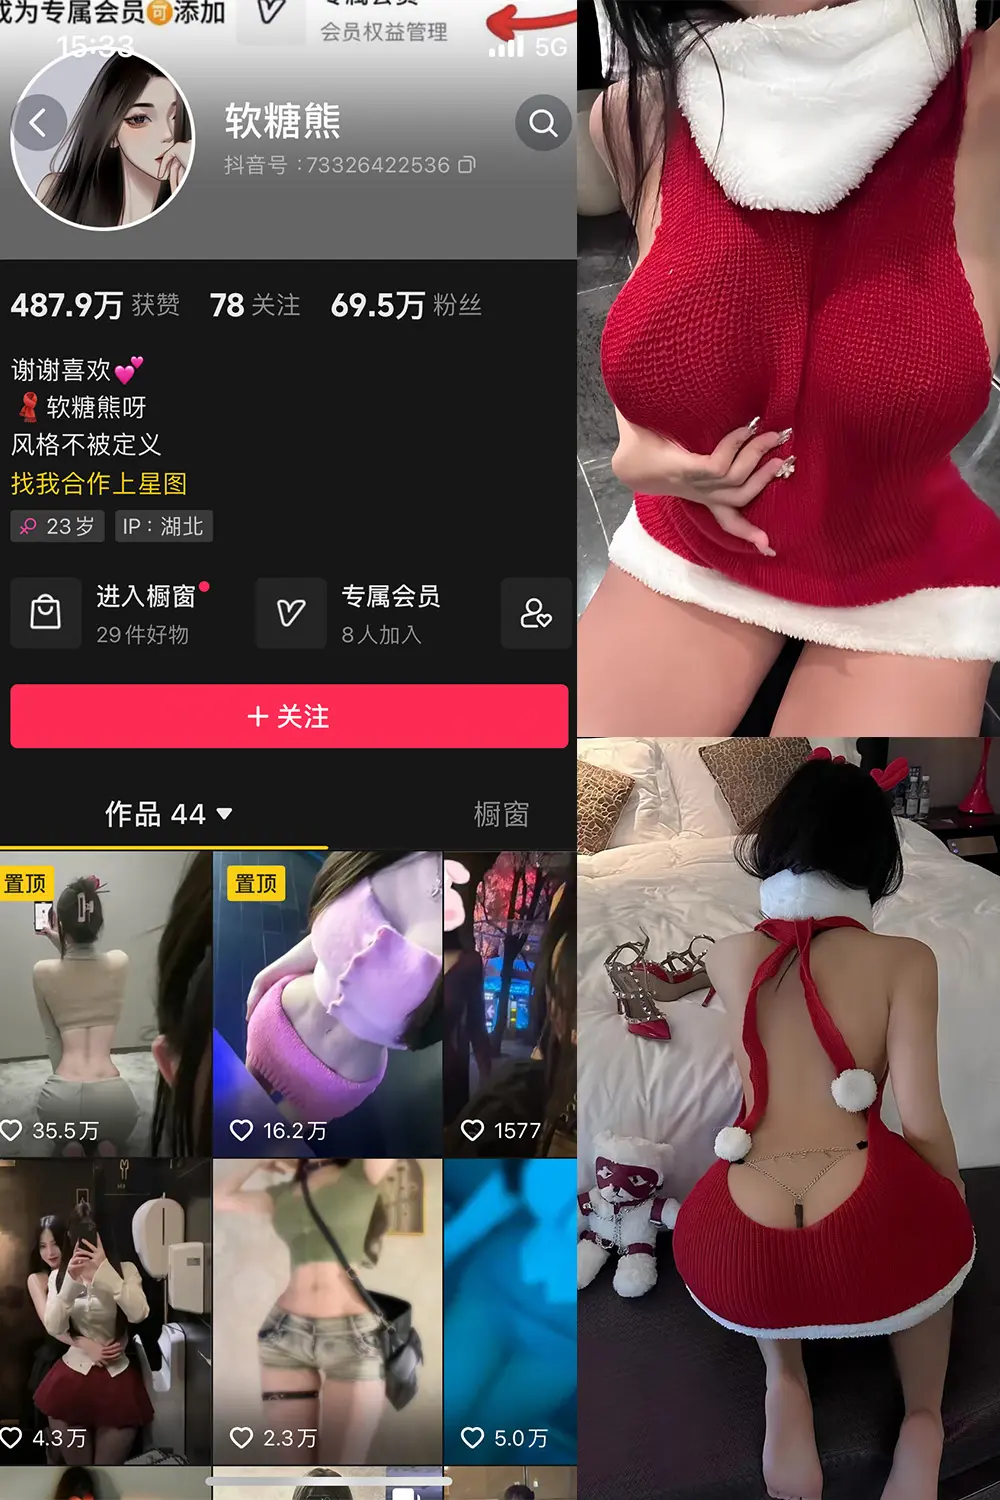 成为专属会员可添加
会员权益管理
15:33
5G
软糖熊
抖音号：73326422536
487.9万 获赞 78 关注 69.5万 粉丝
谢谢喜欢
软糖熊呀
风格不被定义
找我合作上星图
23岁 IP：湖北
进入橱窗
29件好物
专属会员
8人加入
+ 关注
作品 44
橱窗
置顶
置顶
35.5万
16.2万
1577
4.3万
2.3万
5.0万